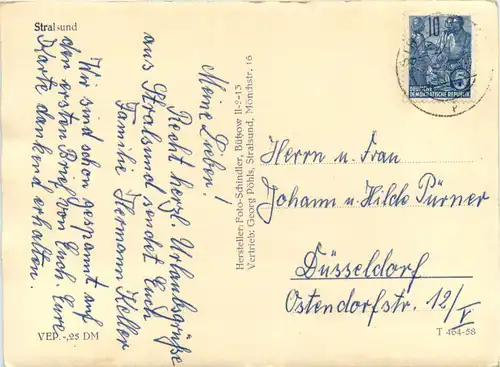 Stralsund
Meine Lieben!
Recht herzl. Urlaubsgrüße
aus Stralsund sendet Euch
Familie Hermann Keller
Wir sind schon gespannt auf
den ersten Brief von Euch. Eure
Karte dankend erhalten.
VEP.-,25 DM
Hersteller: Foto-Schindler, Bützow II-2-13
Vertrieb: Georg Pöhls, Stralsund, Mönchstr. 16
10
5
DEUTSCHE
DEMOKRATISCHE REPUBLIK
Herrn u. Frau
Johann u. Hilde Pürner
Düsseldorf
Ostendorfstr. 12/V
T 464-58